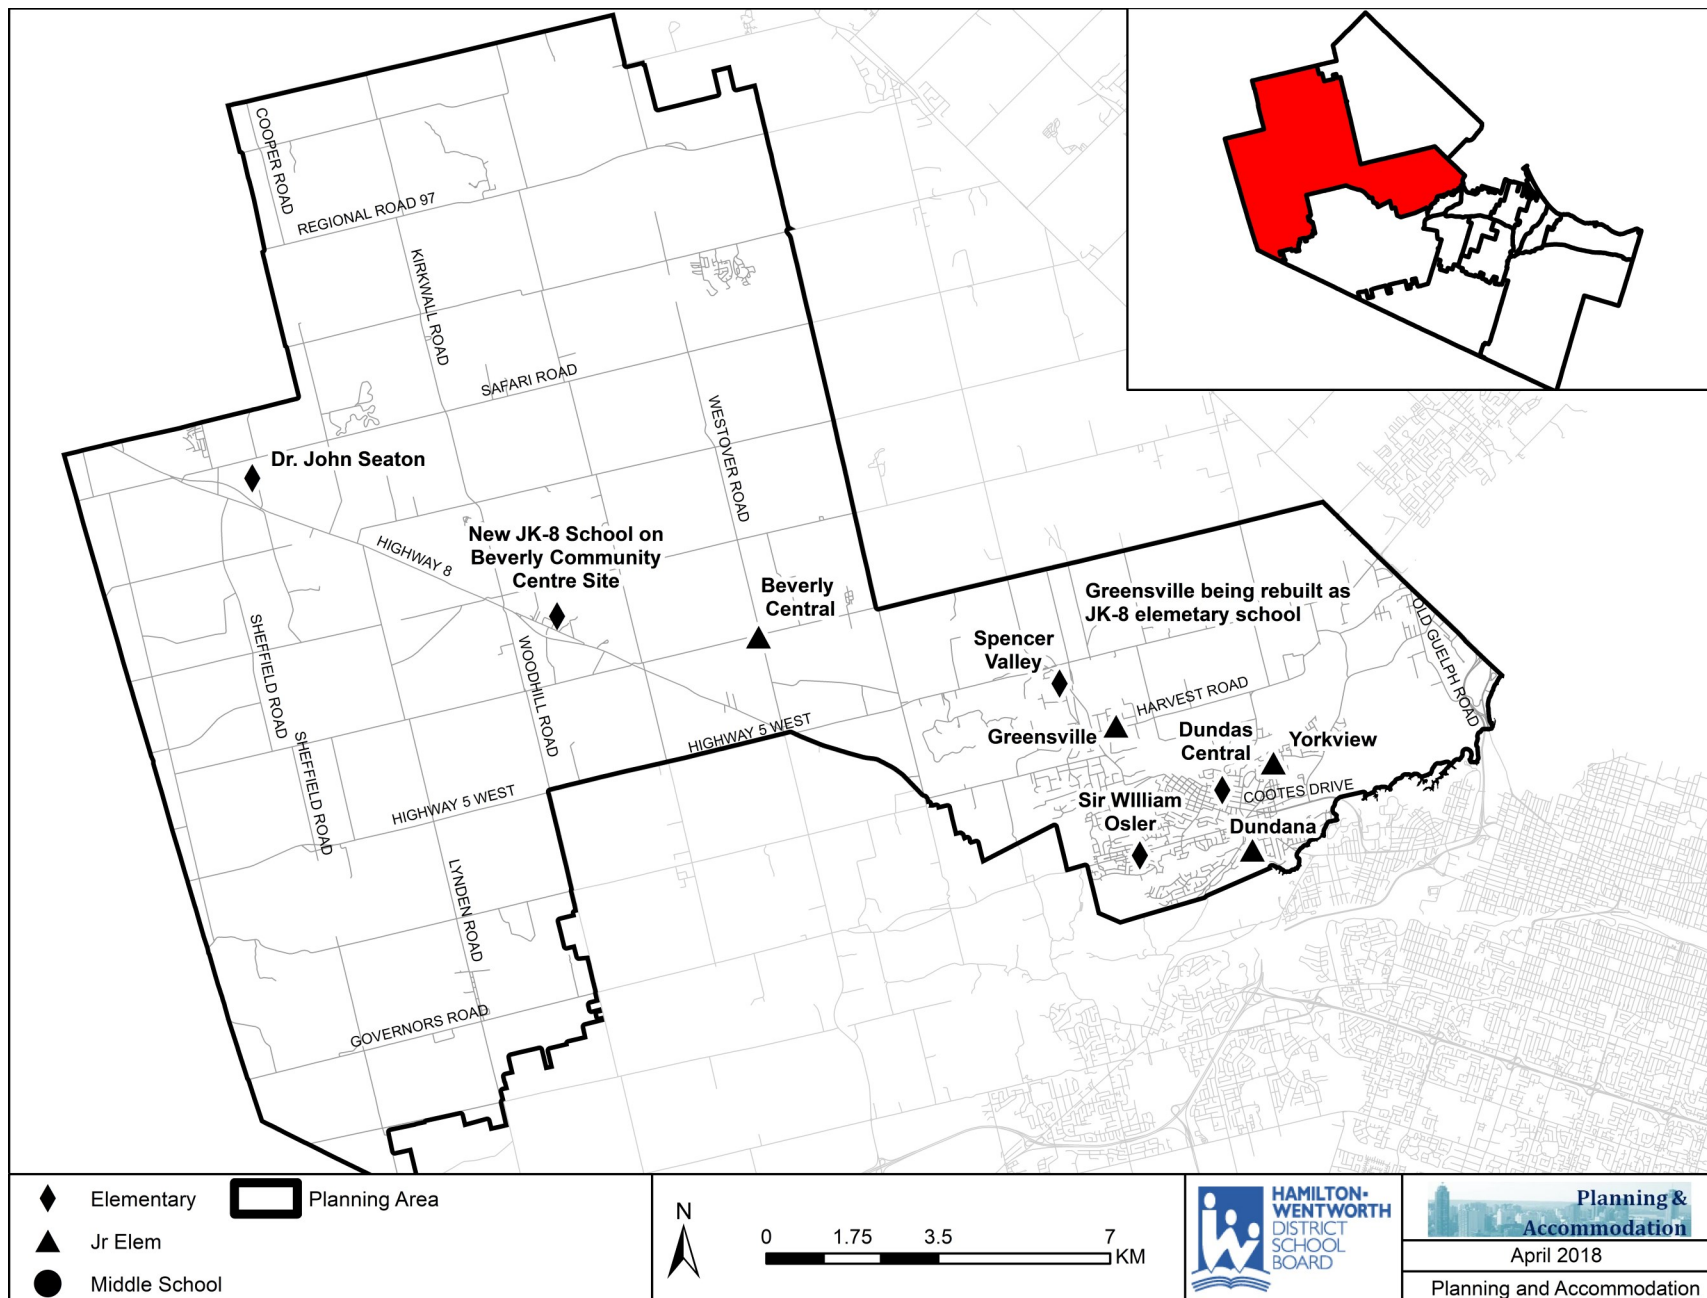 COOPER ROAD
REGIONAL ROAD 97
KIRKWALL ROAD
SAFARI ROAD
WESTOVER ROAD
Dr. John Seaton
HIGHWAY 8
New JK-8 School on
Beverly Community
Centre Site
Beverly
Central
Greensville being rebuilt as
JK-8 elemetary school
OLD GUELPH ROAD
SHEFFIELD ROAD
WOODHILL ROAD
Spencer
Valley
HARVEST ROAD
SHEFFIELD ROAD
HIGHWAY 5 WEST
Greensville
Dundas
Central
Yorkview
HIGHWAY 5 WEST
COOTES DRIVE
Sir WIlliam
Osler
Dundana
LYNDEN ROAD
GOVERNORS ROAD
Elementary
Planning Area
Jr Elem
Middle School
N
0 1.75 3.5 7
KM
HAMILTON-
WENTWORTH
DISTRICT
SCHOOL
BOARD
Planning &
Accommodation
April 2018
Planning and Accommodation